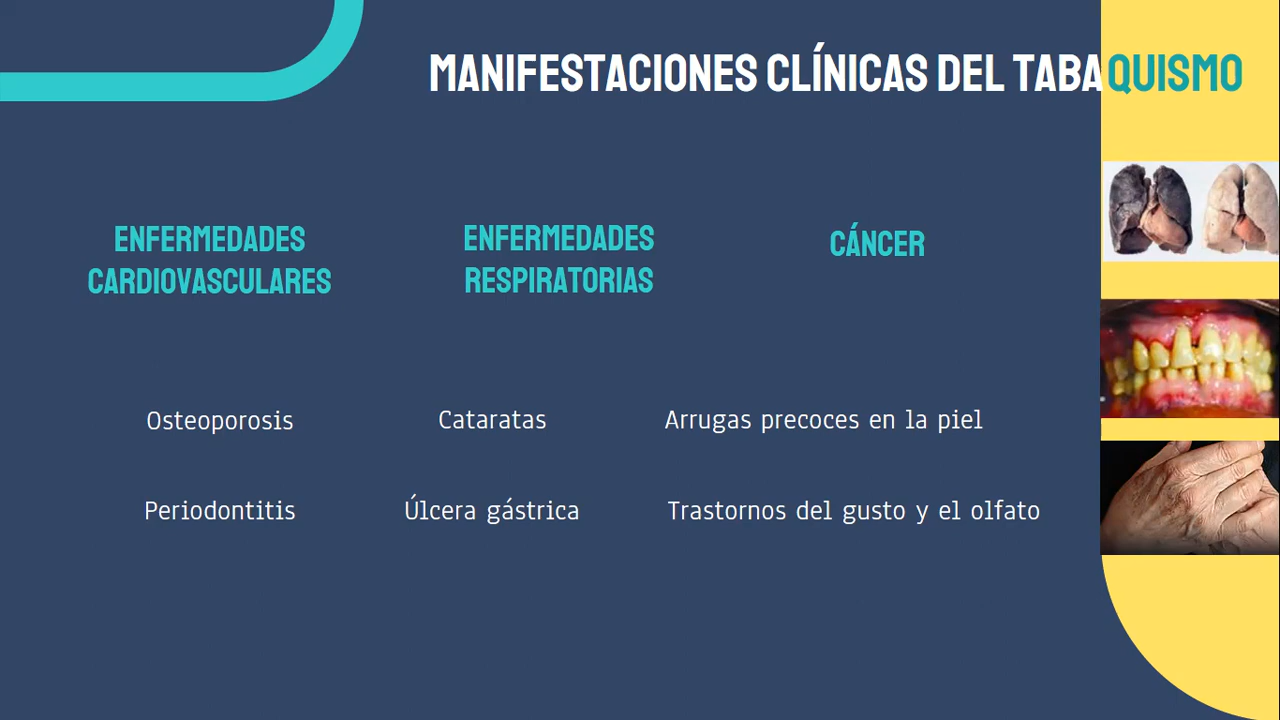 MANIFESTACIONES CLÍNICAS DEL TABAQUISMO
ENFERMEDADES
CARDIOVASCULARES
ENFERMEDADES
RESPIRATORIAS
CÁNCER
Osteoporosis
Cataratas
Arrugas precoces en la piel
Periodontitis
Úlcera gástrica
Trastornos del gusto y el olfato